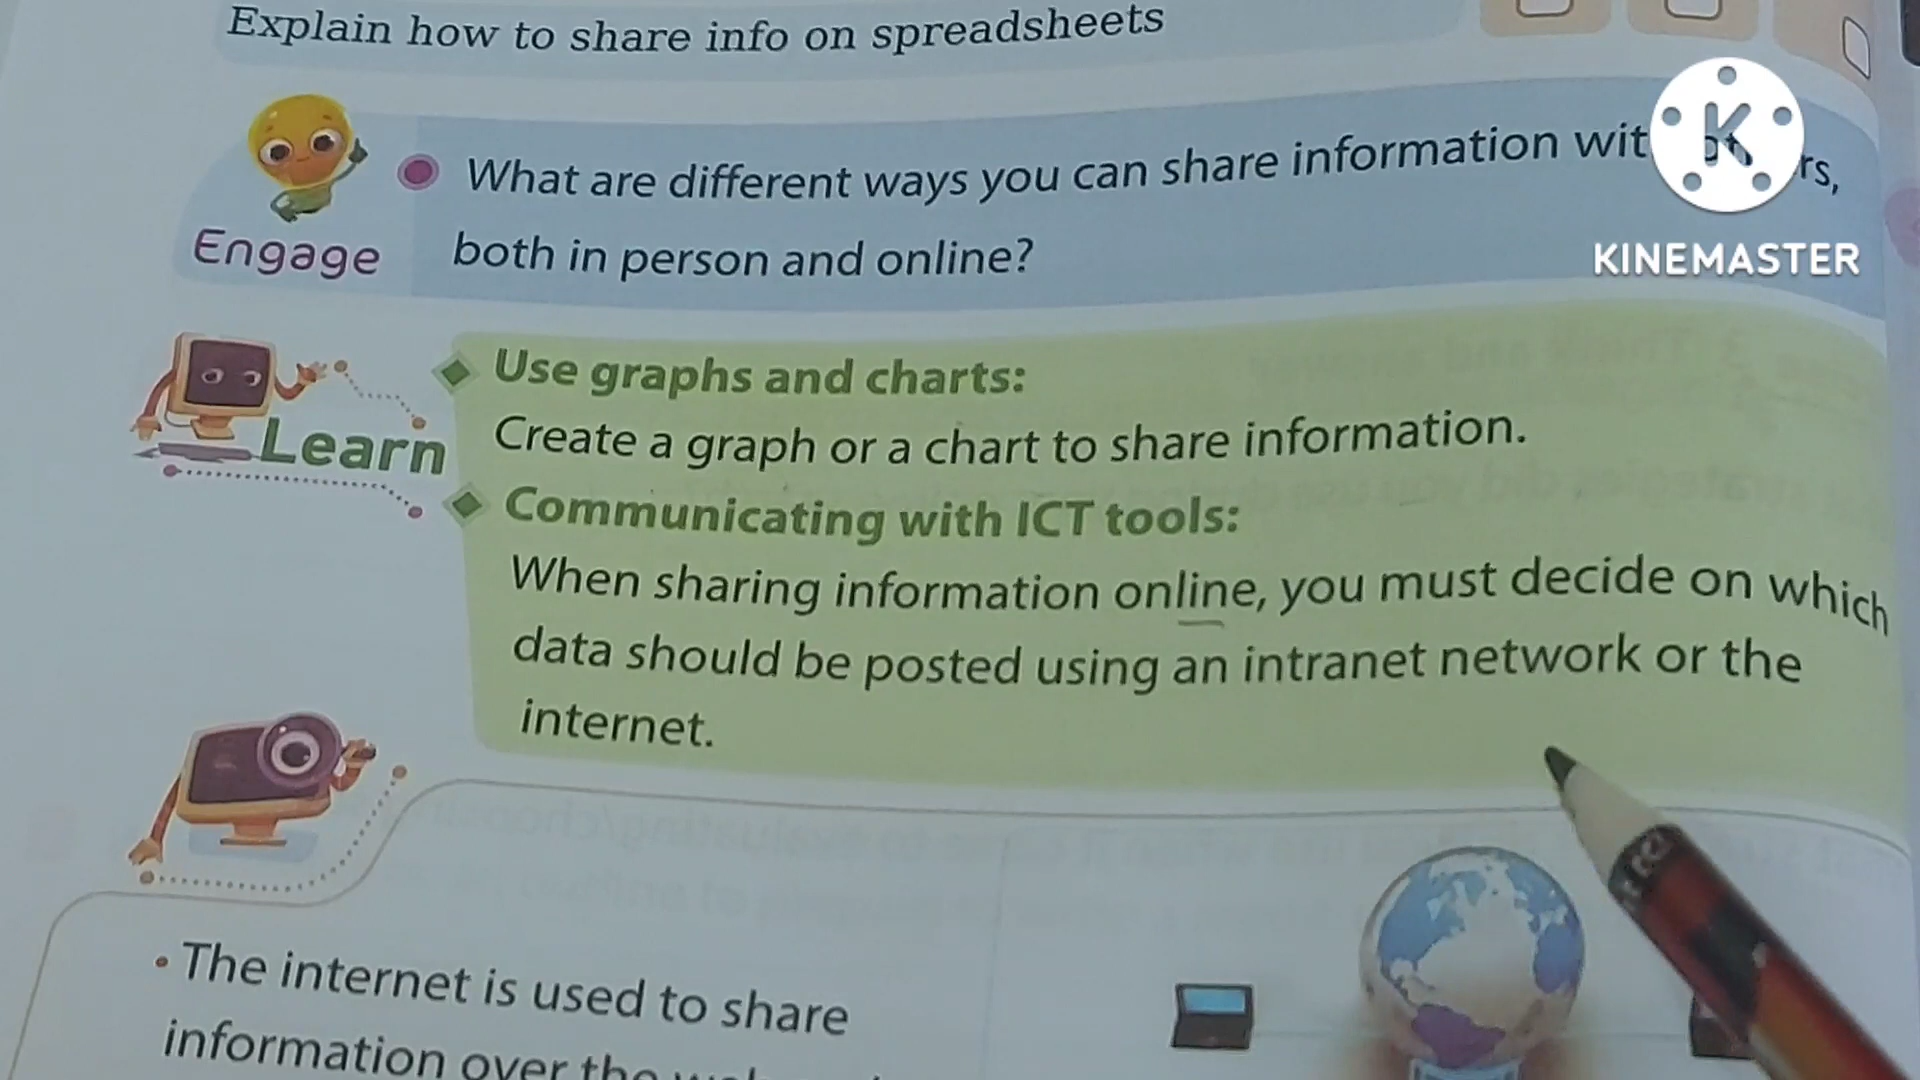 Explain how to share info on spreadsheets
What are different ways you can share information
both in person and online?
Engage
KINEMASTER
Use graphs and charts:
Create a graph or a chart to share information.
Learn
Communicating with ICT tools:
When sharing information online, you must decide on which
data should be posted using an intranet network or the
internet.
• The internet is used to share
information over the